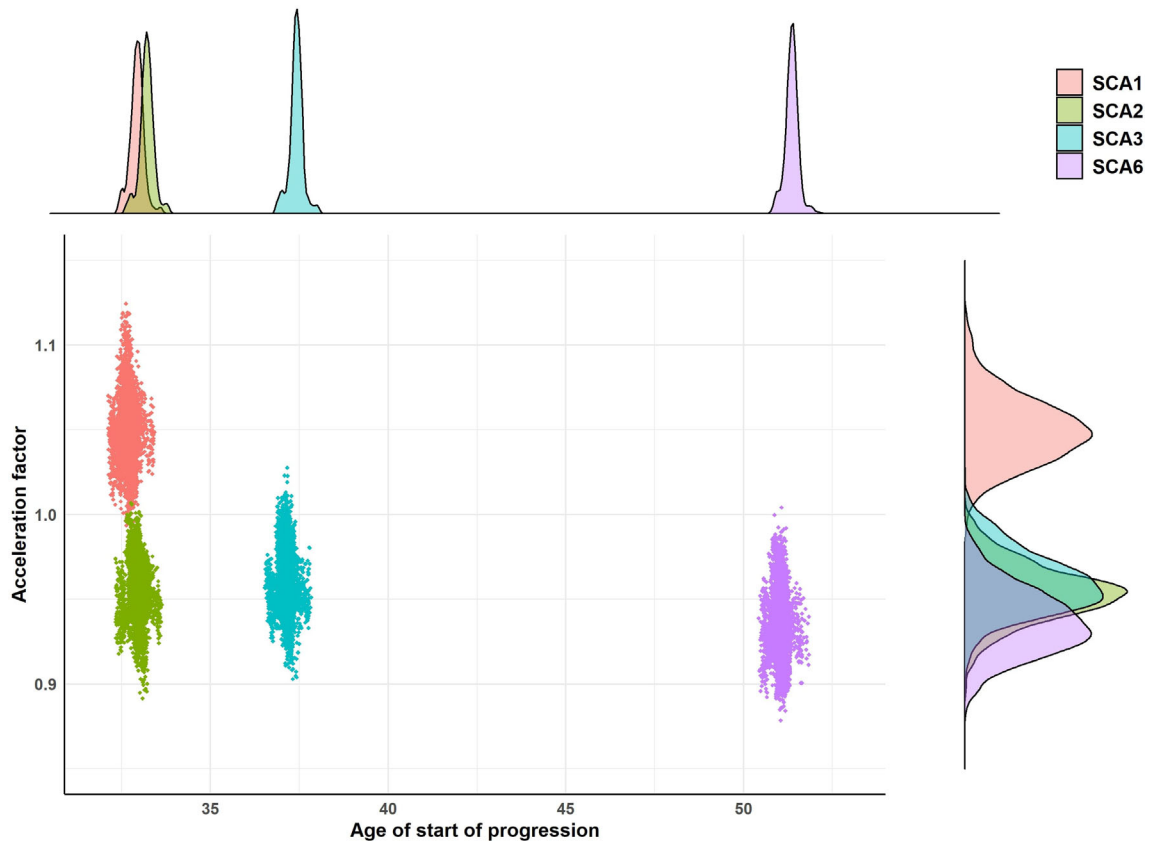 SCA1
SCA2
SCA3
SCA6
1.1
1.0
0.9
Acceleration factor
35 40 45 50
Age of start of progression